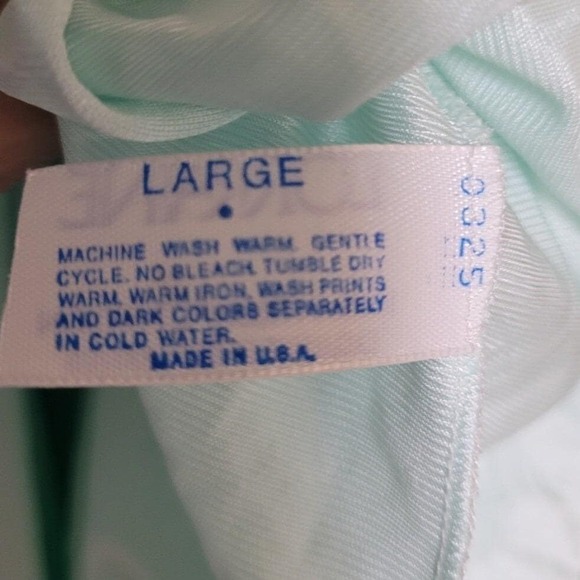 LARGE
•
MACHINE WASH WARM, GENTLE
CYCLE. NO BLEACH. TUMBLE DRY
WARM. WARM IRON. WASH PRINTS
AND DARK COLORS SEPARATELY
IN COLD WATER.
MADE IN U.S.A.
0325